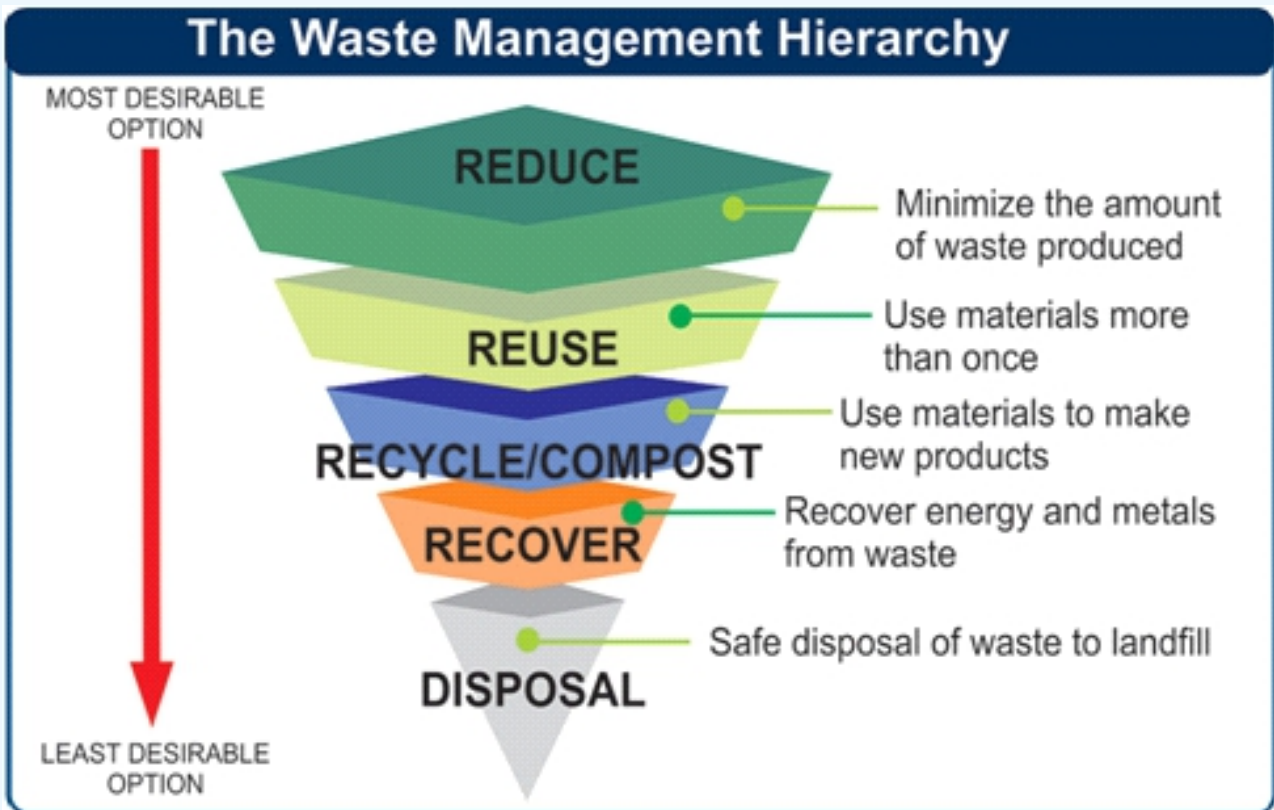 The Waste Management Hierarchy
MOST DESIRABLE
OPTION
REDUCE
Minimize the amount
of waste produced
REUSE
Use materials more
than once
RECYCLE/COMPOST
Use materials to make
new products
RECOVER
Recover energy and metals
from waste
DISPOSAL
Safe disposal of waste to landfill
LEAST DESIRABLE
OPTION